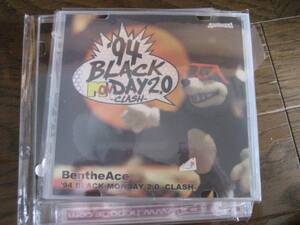 '94
BLACK
MONDAY 2.0
-CLASH-
BentheAce
'94 BLACK MONDAY 2.0 -CLASH-